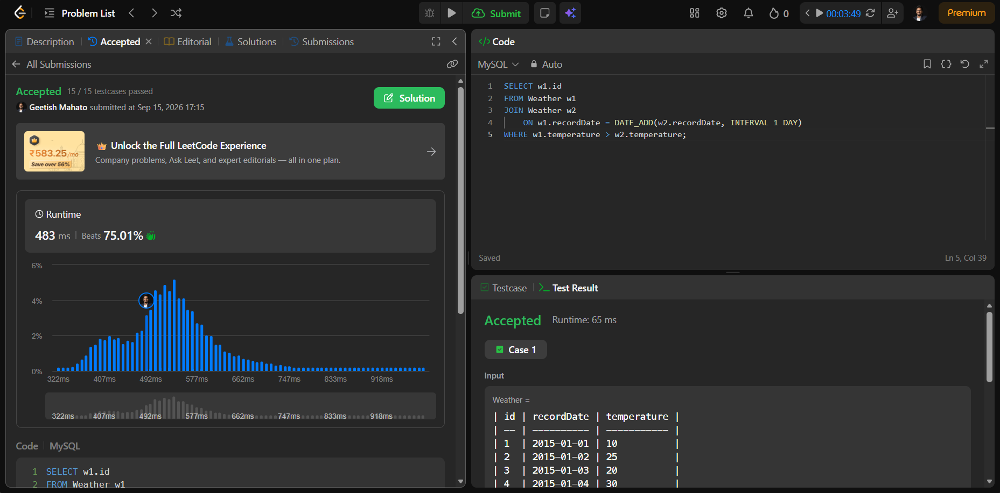 Problem List
Submit
0
00:03:49
Premium
Description
Accepted
Editorial
Solutions
Submissions
All Submissions
Accepted 15 / 15 testcases passed
Geetish Mahato submitted at Sep 15, 2026 17:15
Solution
₹583.25/mo
Save over 56%
Unlock the Full LeetCode Experience
Company problems, Ask Leet, and expert editorials — all in one plan.
Runtime
483 ms | Beats 75.01%
6%
4%
2%
0%
322ms 407ms 492ms 577ms 662ms 747ms 833ms 918ms
322ms 407ms 492ms 577ms 662ms 747ms 833ms 918ms
Code | MySQL
1 SELECT w1.id
2 FROM Weather w1
</> Code
MySQL Auto
1 SELECT w1.id
2 FROM Weather w1
3 JOIN Weather w2
4 ON w1.recordDate = DATE_ADD(w2.recordDate, INTERVAL 1 DAY)
5 WHERE w1.temperature > w2.temperature;
Saved
Ln 5, Col 39
Testcase
Test Result
Accepted Runtime: 65 ms
Case 1
Input
Weather =
| id | recordDate | temperature |
| -- | ---------- | ----------- |
| 1 | 2015-01-01 | 10 |
| 2 | 2015-01-02 | 25 |
| 3 | 2015-01-03 | 20 |
| 4 | 2015-01-04 | 30 |